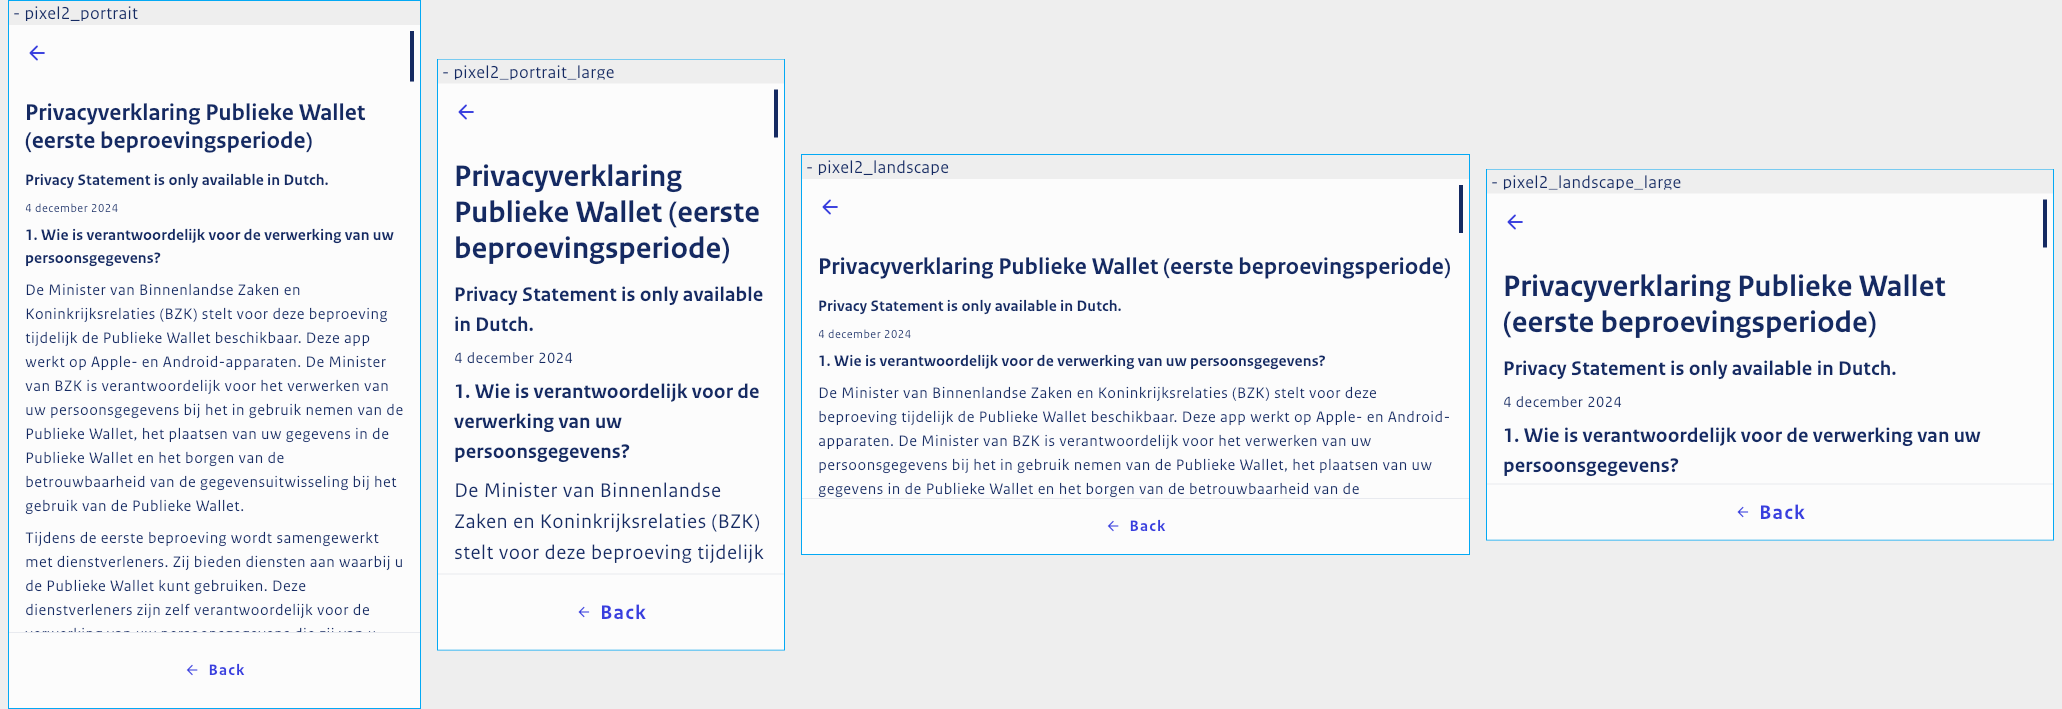 - pixel2_portrait
Privacyverklaring Publieke Wallet
(eerste beproevingsperiode)
Privacy Statement is only available in Dutch.
4 december 2024
1. Wie is verantwoordelijk voor de verwerking van uw
persoonsgegevens?
De Minister van Binnenlandse Zaken en
Koninkrijksrelaties (BZK) stelt voor deze beproeving
tijdelijk de Publieke Wallet beschikbaar. Deze app
werkt op Apple- en Android-apparaten. De Minister
van BZK is verantwoordelijk voor het verwerken van
uw persoonsgegevens bij het in gebruik nemen van de
Publieke Wallet, het plaatsen van uw gegevens in de
Publieke Wallet en het borgen van de
betrouwbaarheid van de gegevensuitwisseling bij het
gebruik van de Publieke Wallet.
Tijdens de eerste beproeving wordt samengewerkt
met dienstverleners. Zij bieden diensten aan waarbij u
de Publieke Wallet kunt gebruiken. Deze
dienstverleners zijn zelf verantwoordelijk voor de
Back
- pixel2_portrait_large
Privacyverklaring
Publieke Wallet (eerste
beproevingsperiode)
Privacy Statement is only available
in Dutch.
4 december 2024
1. Wie is verantwoordelijk voor de
verwerking van uw
persoonsgegevens?
De Minister van Binnenlandse
Zaken en Koninkrijksrelaties (BZK)
stelt voor deze beproeving tijdelijk
Back
- pixel2_landscape
Privacyverklaring Publieke Wallet (eerste beproevingsperiode)
Privacy Statement is only available in Dutch.
4 december 2024
1. Wie is verantwoordelijk voor de verwerking van uw persoonsgegevens?
De Minister van Binnenlandse Zaken en Koninkrijksrelaties (BZK) stelt voor deze
beproeving tijdelijk de Publieke Wallet beschikbaar. Deze app werkt op Apple- en Android-
apparaten. De Minister van BZK is verantwoordelijk voor het verwerken van uw
persoonsgegevens bij het in gebruik nemen van de Publieke Wallet, het plaatsen van uw
gegevens in de Publieke Wallet en het borgen van de betrouwbaarheid van de
Back
- pixel2_landscape_large
Privacyverklaring Publieke Wallet
(eerste beproevingsperiode)
Privacy Statement is only available in Dutch.
4 december 2024
1. Wie is verantwoordelijk voor de verwerking van uw
persoonsgegevens?
Back